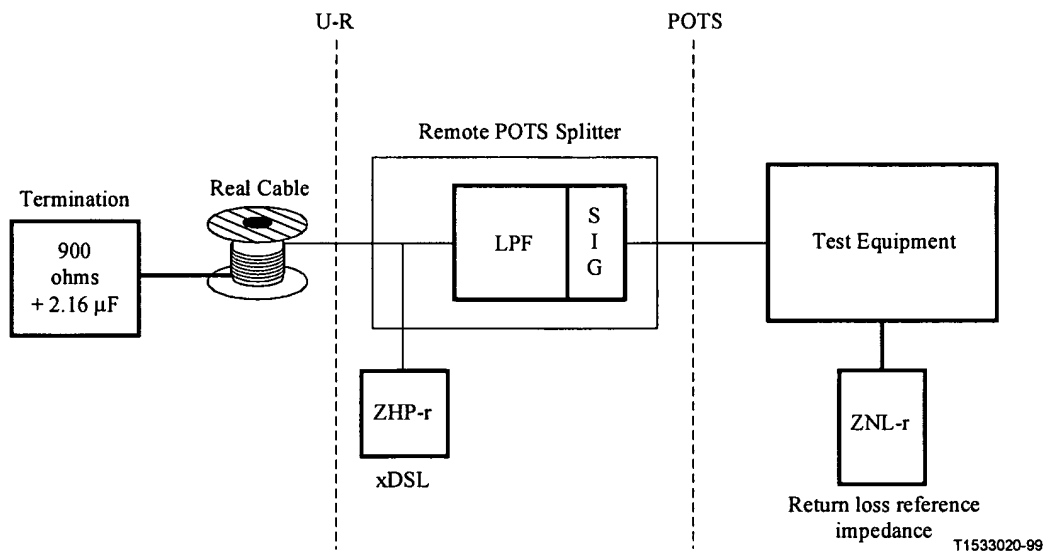 U-R
POTS
Remote POTS Splitter
Termination
Real Cable
900
ohms
+ 2.16 µF
LPF
S
I
G
Test Equipment
ZHP-r
xDSL
ZNL-r
Return loss reference
impedance
T1533020-99